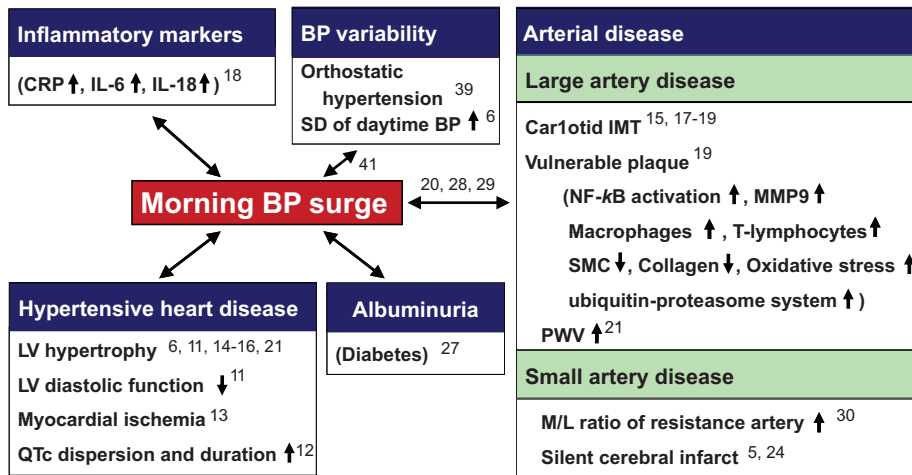 Inflammatory markers
(CRP ↑, IL-6 ↑, IL-18 ↑) 18
BP variability
Orthostatic
hypertension 39
SD of daytime BP ↑ 6
41
Morning BP surge
20, 28, 29
Hypertensive heart disease
LV hypertrophy 6, 11, 14-16, 21
LV diastolic function ↓ 11
Myocardial ischemia 13
QTc dispersion and duration ↑ 12
Albuminuria
(Diabetes) 27
Arterial disease
Large artery disease
Car1otid IMT 15, 17-19
Vulnerable plaque 19
(NF-kB activation ↑, MMP9 ↑
Macrophages ↑, T-lymphocytes ↑
SMC ↓, Collagen ↓, Oxidative stress ↑
ubiquitin-proteasome system ↑)
PWV ↑ 21
Small artery disease
M/L ratio of resistance artery ↑ 30
Silent cerebral infarct 5, 24